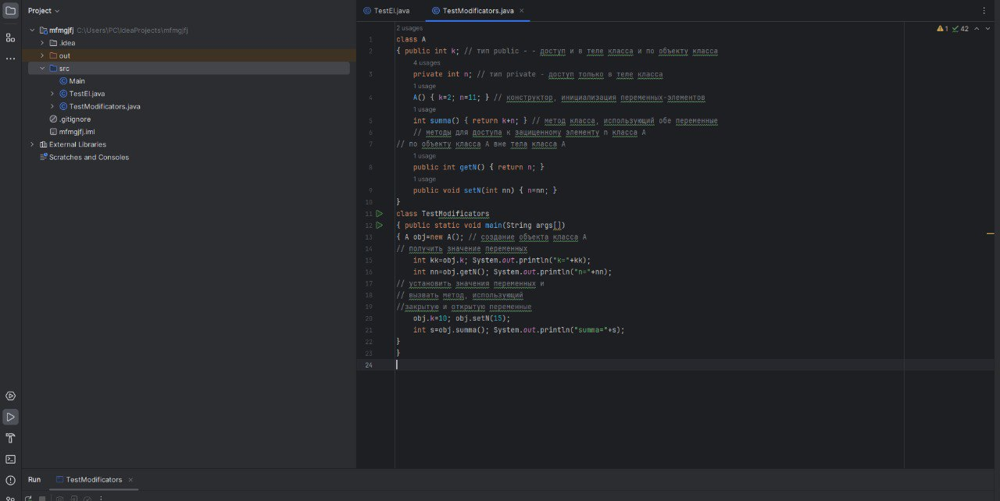 Project
TestEl.java
TestModificators.java
mfmgjfj C:\Users\PC\IdeaProjects\mfmgjfj
.idea
out
src
Main
TestEl.java
TestModificators.java
.gitignore
mfmgjfj.iml
External Libraries
Scratches and Consoles
1 42
2 usages
1 class A
2 { public int k; // тип public - - доступ и в теле класса и по объекту класса
4 usages
3 private int n; // тип private - доступ только в теле класса
1 usage
4 A() { k=2; n=11; } // конструктор, инициализация переменных-элементов
1 usage
5 int summa() { return k+n; } // метод класса, использующий обе переменные
6 // методы для доступа к защищенному элементу n класса A
7 // по объекту класса A вне тела класса A
1 usage
8 public int getN() { return n; }
1 usage
9 public void setN(int nn) { n=nn; }
10 }
11 class TestModificators
12 { public static void main(String args[])
13 { A obj=new A(); // создание объекта класса A
14 // получить значение переменных
15 int kk=obj.k; System.out.println("k="+kk);
16 int nn=obj.getN(); System.out.println("n="+nn);
17 // установить значения переменных и
18 // вызвать метод, использующий
19 //закрытую и открытую переменные
20 obj.k=10; obj.setN(15);
21 int s=obj.summa(); System.out.println("summa="+s);
22 }
23 }
24
Run TestModificators